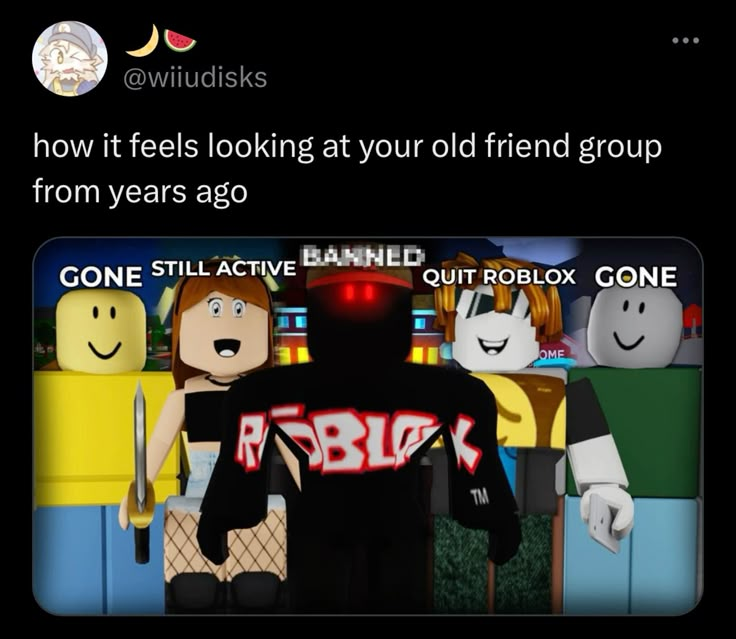 @wiiudisks
how it feels looking at your old friend group
from years ago
GONE STILL ACTIVE BANNED QUIT ROBLOX GONE
OME
ROBLOX
TM